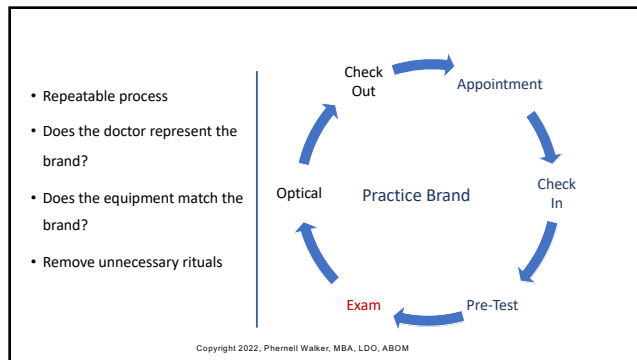 • Repeatable process
• Does the doctor represent the
brand?
• Does the equipment match the
brand?
• Remove unnecessary rituals
Check
Out
Appointment
Check
In
Pre-Test
Exam
Optical
Practice Brand
Copyright 2022, Phernell Walker, MBA, LDO, ABOM